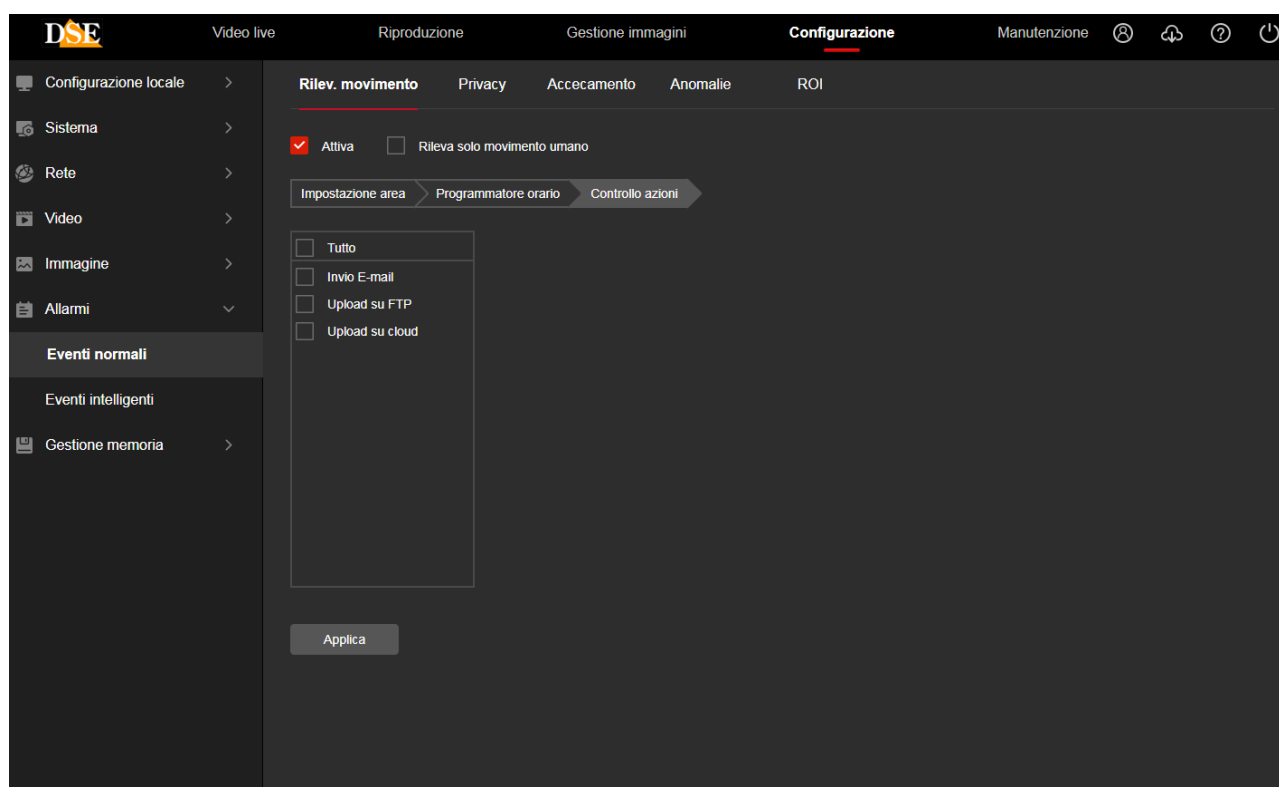 DSE Video live Riproduzione Gestione immagini Configurazione Manutenzione
Configurazione locale
Sistema
Rete
Video
Immagine
Allarmi
Eventi normali
Eventi intelligenti
Gestione memoria
Rilev. movimento Privacy Accecamento Anomalie ROI
Attiva Rileva solo movimento umano
Impostazione area Programmatore orario Controllo azioni
Tutto
Invio E-mail
Upload su FTP
Upload su cloud
Applica